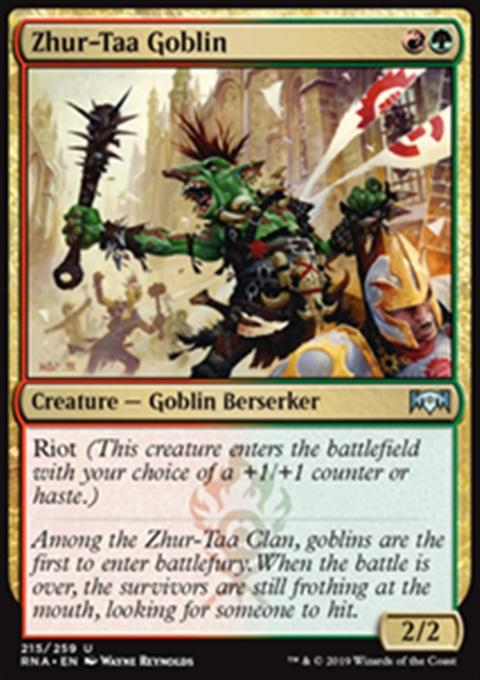 Zhur-Taa Goblin
Creature — Goblin Berserker
Riot (This creature enters the battlefield
with your choice of a +1/+1 counter or
haste.)
Among the Zhur-Taa Clan, goblins are the
first to enter battlefury. When the battle is
over, the survivors are still frothing at the
mouth, looking for someone to hit.
2/2
215/259 U
RNA • EN Wayne Reynolds
™ & © 2019 Wizards of the Coast